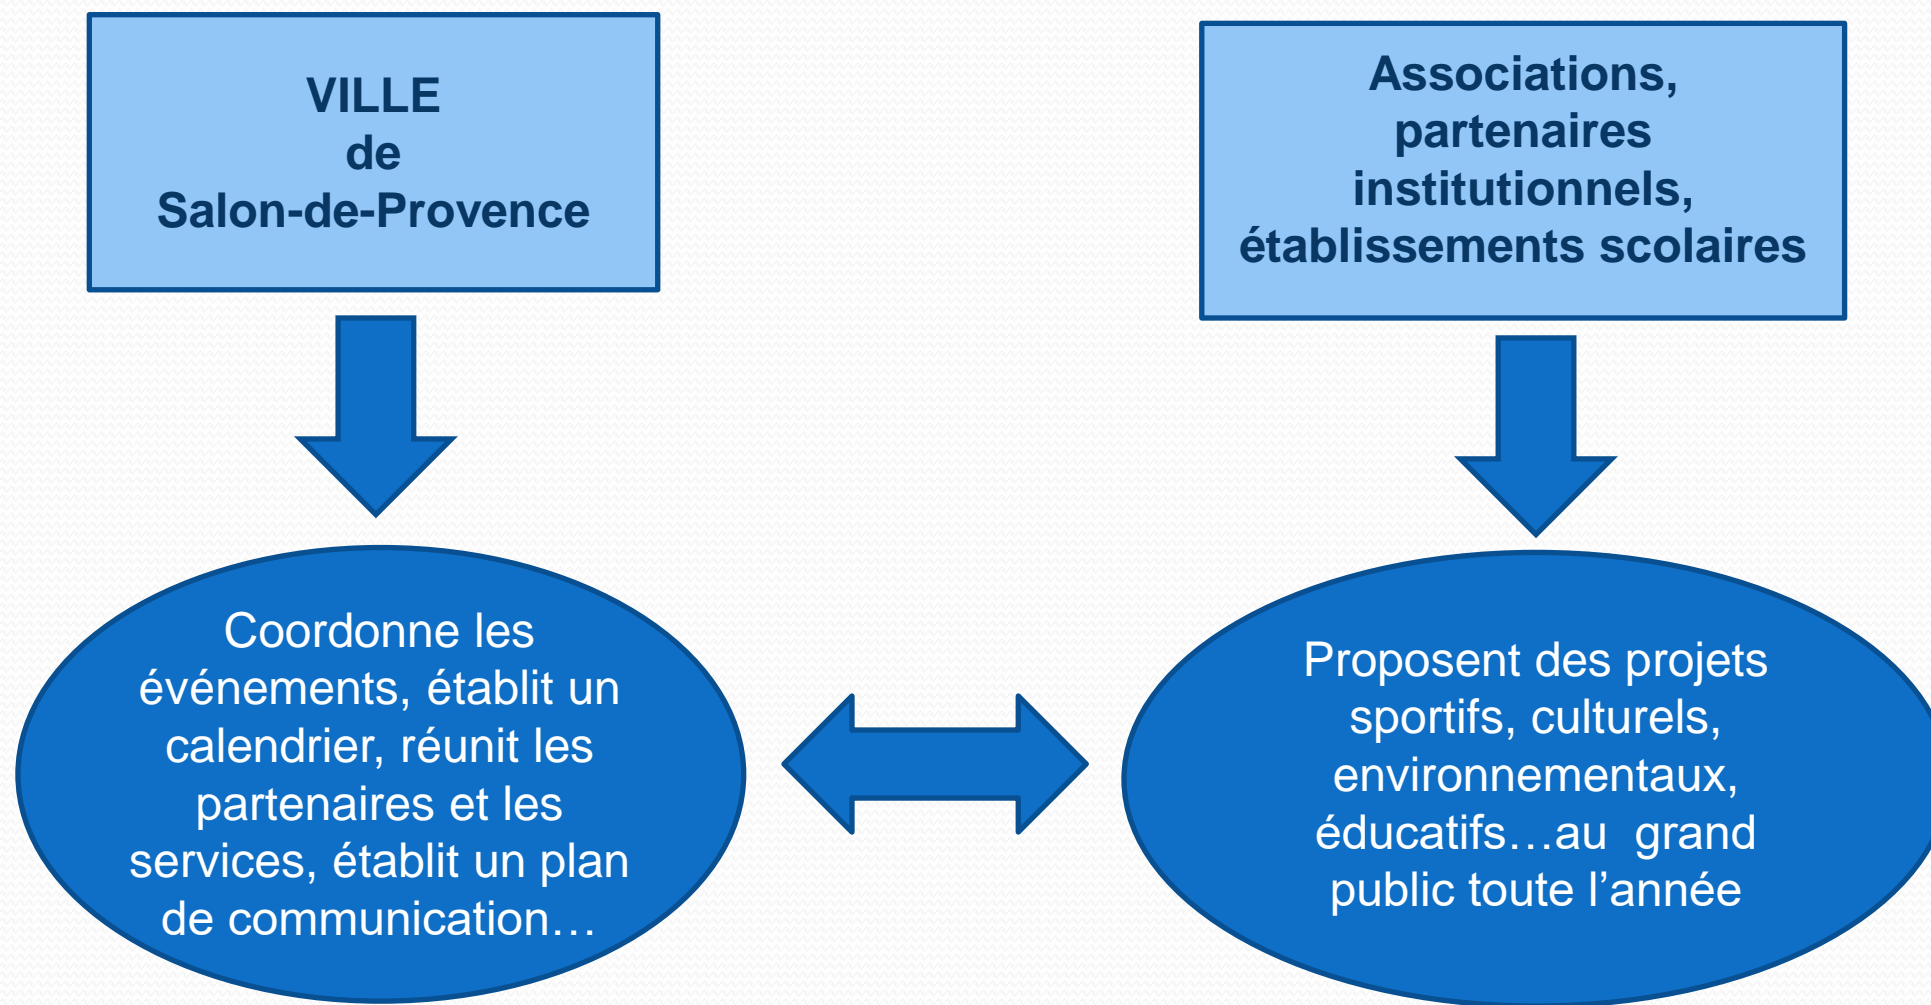 VILLE
de
Salon-de-Provence
Associations,
partenaires
institutionnels,
établissements scolaires
Coordonne les
événements, établit un
calendrier, réunit les
partenaires et les
services, établit un plan
de communication…
Proposent des projets
sportifs, culturels,
environnementaux,
éducatifs…au  grand
public toute l’année